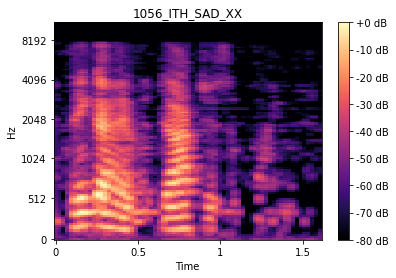 1056_ITH_SAD_XX
+0 dB
8192
-10 dB
4096
-20 dB
-30 dB
2048
Hz
-40 dB
1024
-50 dB
512
-60 dB
-70 dB
0
-80 dB
0
0.5
1
1.5
Time